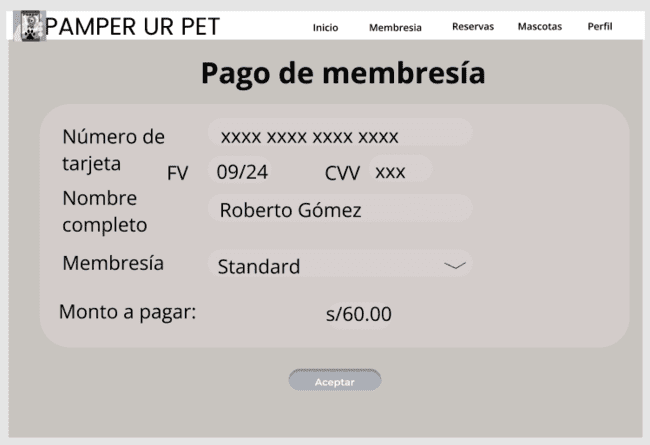 PAMPER UR PET
Inicio Membresia Reservas Mascotas Perfil
Pago de membresía
Número de tarjeta
xxxx xxxx xxxx xxxx
FV 09/24 CVV xxx
Nombre completo
Roberto Gómez
Membresía Standard
Monto a pagar: s/60.00
Aceptar